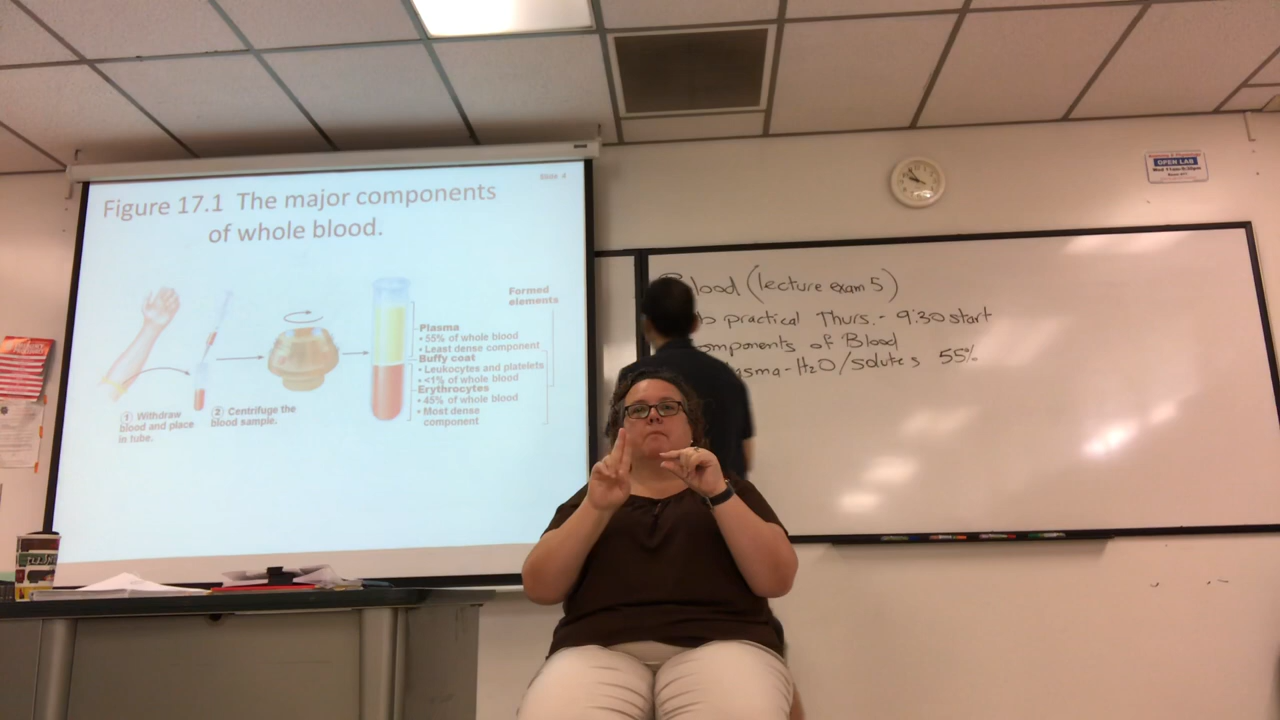 Slide 4
Figure 17.1 The major components
of whole blood.
Formed
elements
Plasma
• 55% of whole blood
• Least dense component
Buffy coat
• Leukocytes and platelets
• <1% of whole blood
Erythrocytes
• 45% of whole blood
• Most dense
component
1 Withdraw
blood and place
in tube.
2 Centrifuge the
blood sample.
Blood (lecture exam 5)
practical Thurs. - 9:30 start
omponents of Blood
asma - H2O/solutes 55%
OPEN LAB